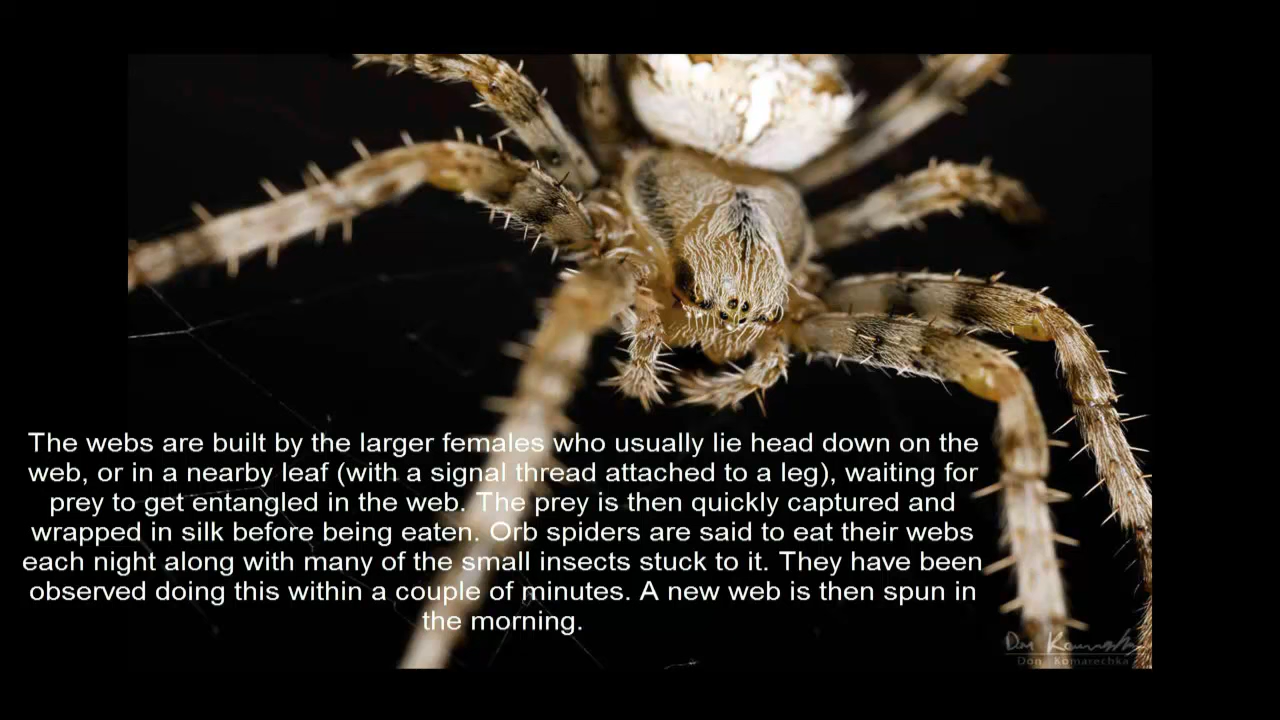 The webs are built by the larger females who usually lie head down on the
web, or in a nearby leaf (with a signal thread attached to a leg), waiting for
prey to get entangled in the web. The prey is then quickly captured and
wrapped in silk before being eaten. Orb spiders are said to eat their webs
each night along with many of the small insects stuck to it. They have been
observed doing this within a couple of minutes. A new web is then spun in
the morning.
Don Komarechka